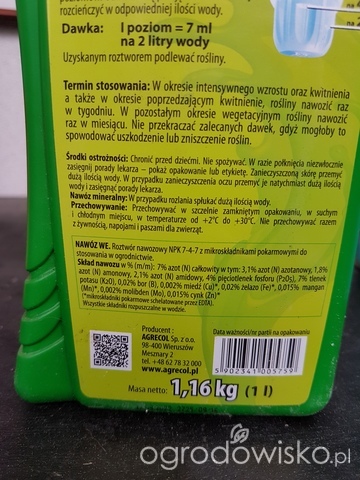 rozcieńczyć w odpowiedniej ilości wody.
Dawka: I poziom = 7 ml
na 2 litry wody
Uzyskanym roztworem podlewać rośliny.
Termin stosowania: W okresie intensywnego wzrostu oraz kwitnienia
a także w okresie poprzedzającym kwitnienie, rośliny nawozić raz
w tygodniu. W pozostałym okresie wegetacyjnym rośliny nawozić
raz w miesiącu. Nie przekraczać zalecanych dawek, gdyż mogłoby to
spowodować uszkodzenie lub zniszczenie roślin.
Środki ostrożności: Chronić przed dziećmi. Nie spożywać. W razie połknięcia niezwłocznie
zasięgnij porady lekarza – pokaż opakowanie lub etykietę. Zanieczyszczoną skórę przemyć
dużą ilością wody. W przypadku zanieczyszczenia oczu przemyć je natychmiast dużą ilością
wody i zasięgnąć porady lekarza.
Nawóz mineralny: W przypadku rozlania spłukać dużą ilością wody.
Przechowywanie: Przechowywać w szczelnie zamkniętym opakowaniu, w suchym
i chłodnym miejscu, w temperaturze od +2°C do +30°C. Nie przechowywać razem
z żywnością, napojami i paszami dla zwierząt.
NAWÓZ WE. Roztwór nawozowy NPK 7-4-7 z mikroskładnikami pokarmowymi do
stosowania w ogrodnictwie.
Skład nawozu w % (m/m): 7% azot (N) całkowity w tym: 3,1% azot (N) azotanowy, 1,8%
azot (N) amonowy, 2,1% azot (N) amidowy, 4% pięciotlenek fosforu (P₂O₅), 7% tlenek
potasu (K₂O), 0,02% bor (B), 0,002% miedź (Cu)*, 0,02% żelazo (Fe)*, 0,015% mangan
(Mn)*, 0,002% molibden (Mo), 0,015% cynk (Zn)*
(*mikroskładniki pokarmowe schelatowane przez EDTA).
Wszystkie składniki rozpuszczalne w wodzie.
Producent :
AGRECOL Sp. z o.o.
98-400 Wieruszów
Mesznary 2
tel. +48 62 78 32 000
www.agrecol.pl
Data ważności/nr partii na opakowaniu
5902341005759
Masa netto: 1,16 kg (1 l)
ogrodowisko.pl